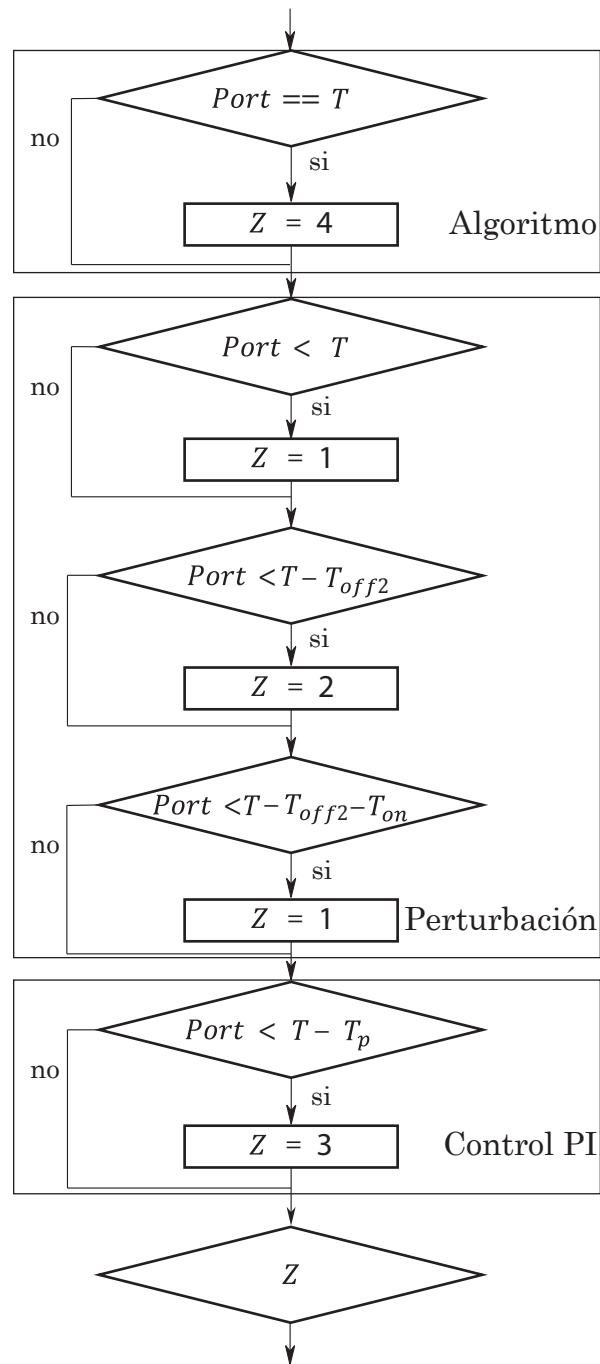 Port == T
no
si
Z = 4
Algoritmo
Port < T
no
si
Z = 1
Port < T - T_off2
no
si
Z = 2
Port < T - T_off2 - T_on
no
si
Z = 1
Perturbación
Port < T - T_p
no
si
Z = 3
Control PI
Z